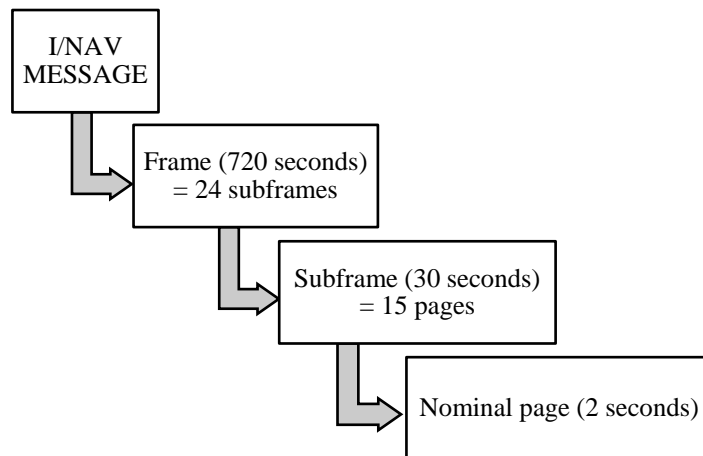 I/NAV
MESSAGE
Frame (720 seconds)
= 24 subframes
Subframe (30 seconds)
= 15 pages
Nominal page (2 seconds)